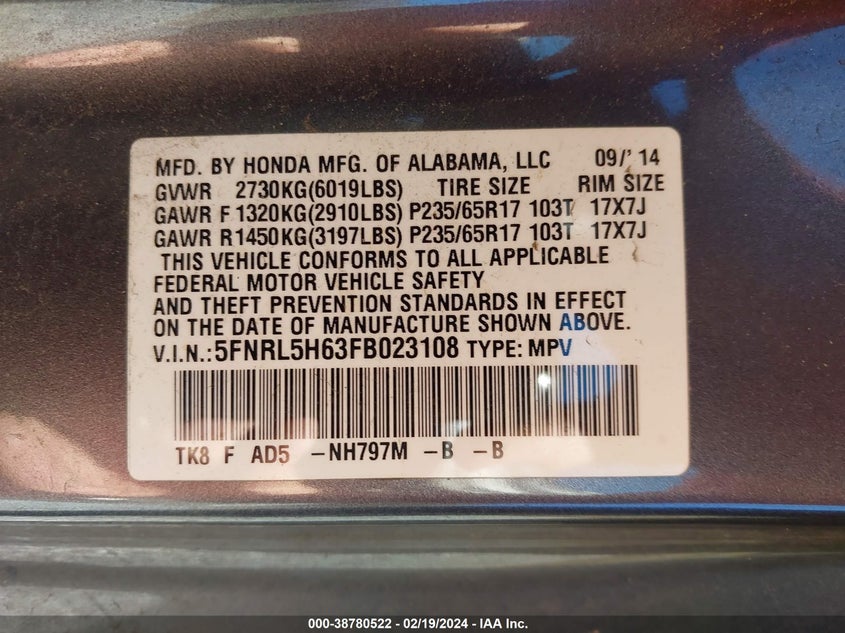 MFD. BY HONDA MFG. OF ALABAMA, LLC 09/' 14
GVWR 2730KG(6019LBS) TIRE SIZE RIM SIZE
GAWR F 1320KG(2910LBS) P235/65R17 103T 17X7J
GAWR R1450KG(3197LBS) P235/65R17 103T 17X7J
THIS VEHICLE CONFORMS TO ALL APPLICABLE
FEDERAL MOTOR VEHICLE SAFETY
AND THEFT PREVENTION STANDARDS IN EFFECT
ON THE DATE OF MANUFACTURE SHOWN ABOVE.
V.I.N.:5FNRL5H63FB023108 TYPE: MPV
TK8 F AD5 -NH797M -B -B
000-38780522 - 02/19/2024 - IAA Inc.